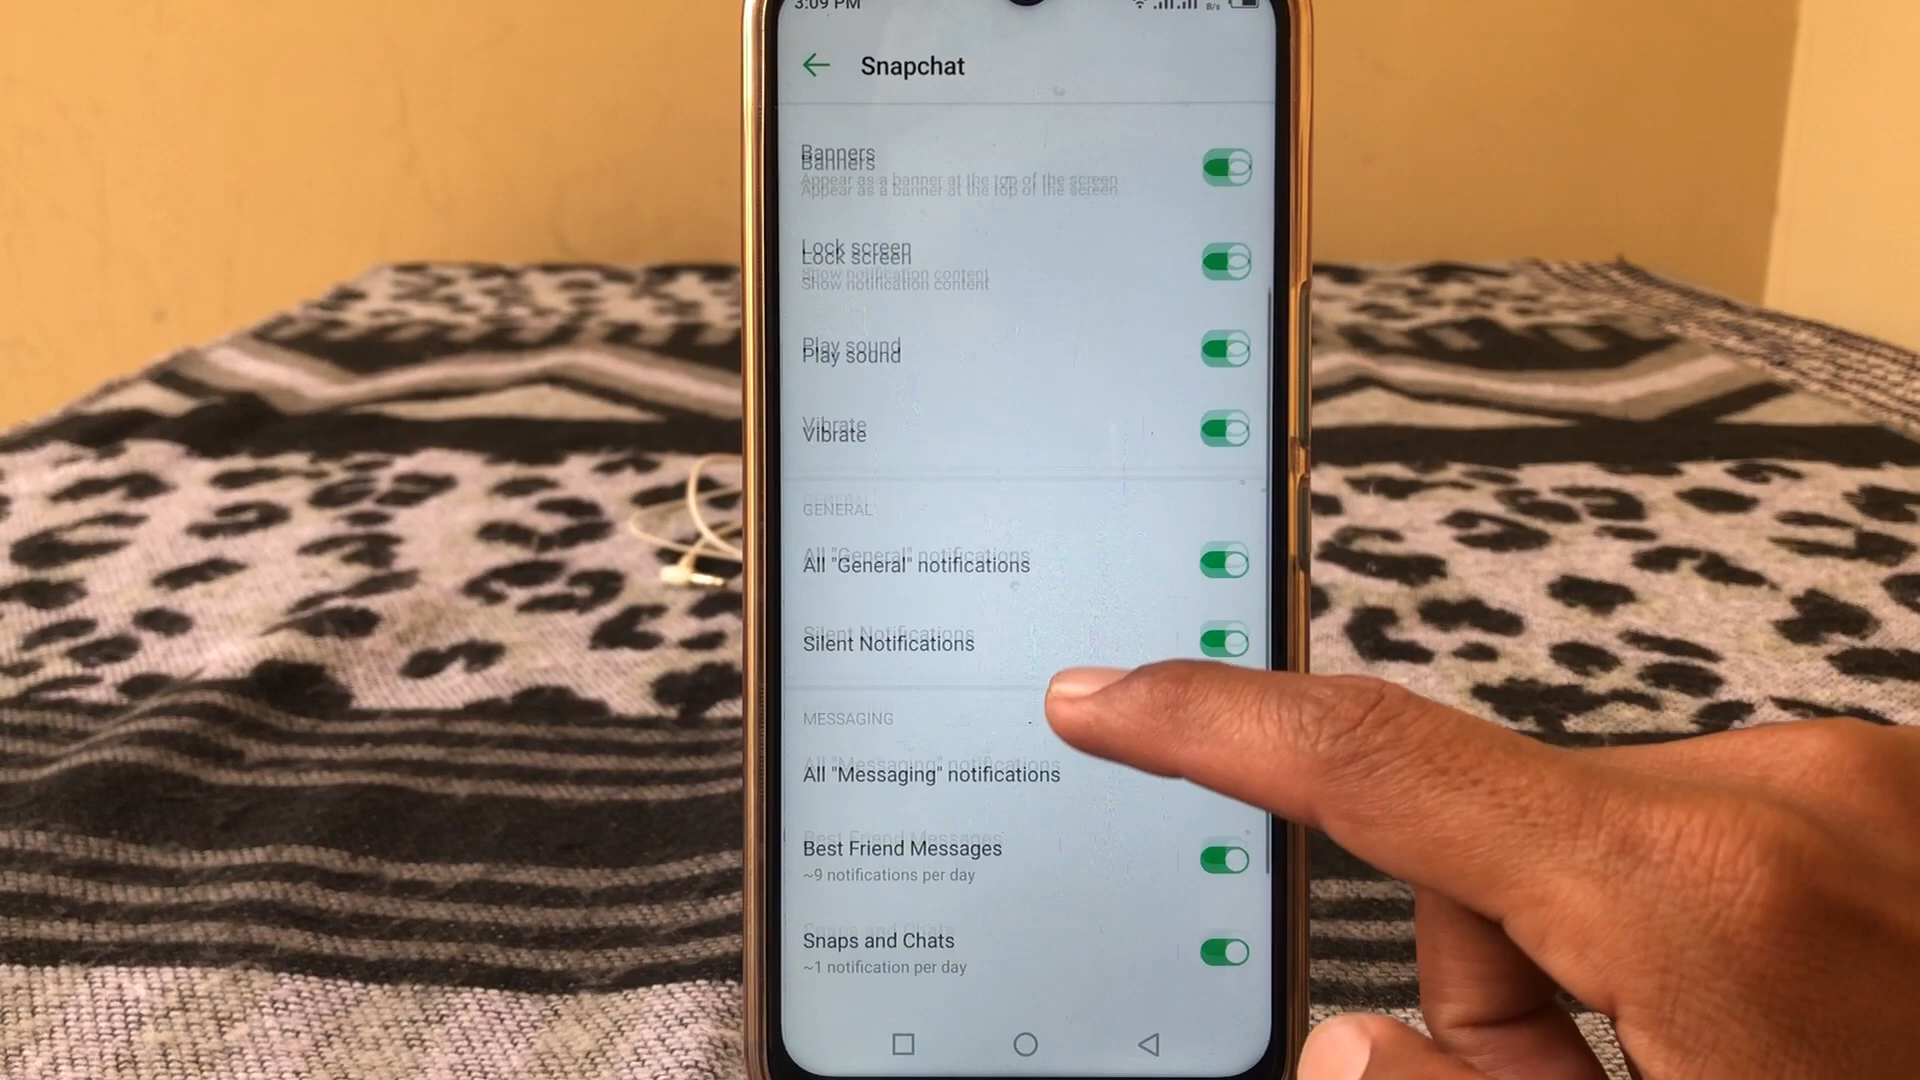 3:09 PM
B/s
Snapchat
Banners
Appear as a banner at the top of the screen
Lock screen
Show notification content
Play sound
Vibrate
GENERAL
All "General" notifications
Silent Notifications
MESSAGING
All "Messaging" notifications
Best Friend Messages
~9 notifications per day
Snaps and Chats
~1 notification per day